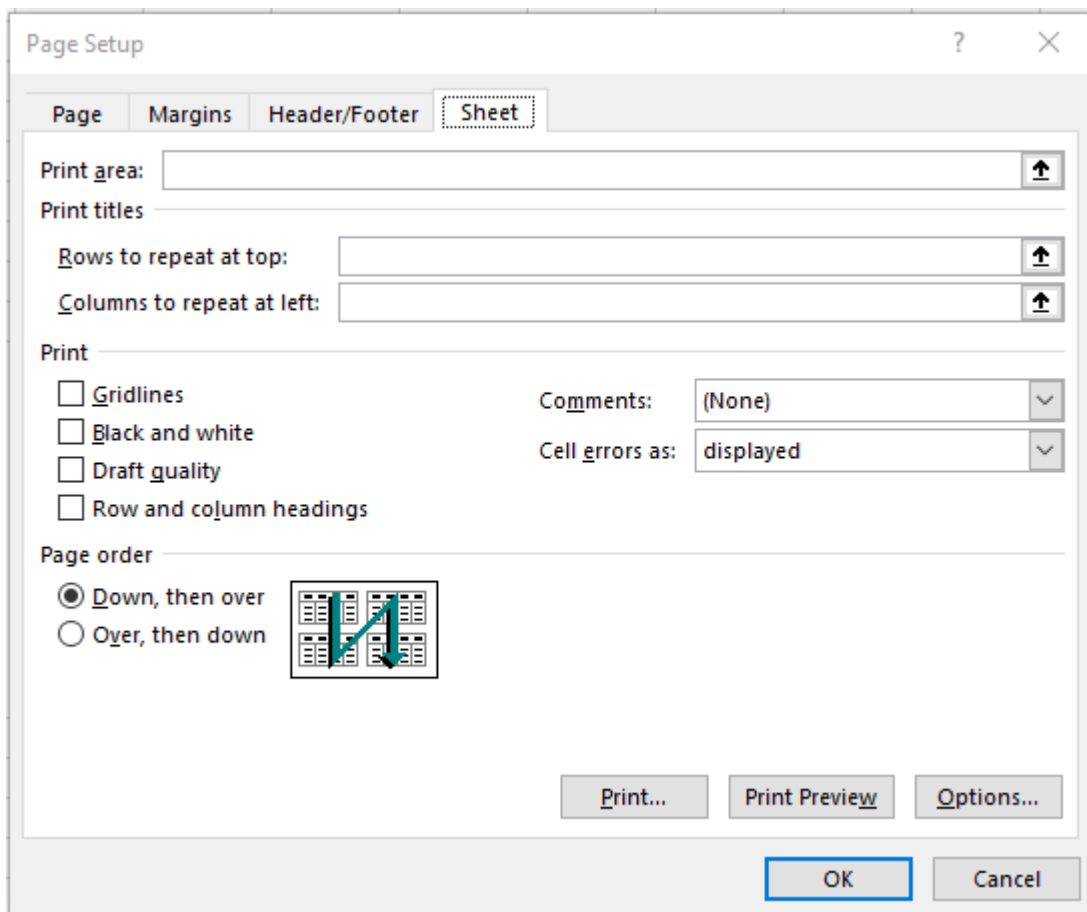 Page Setup ?
Page Margins Header/Footer Sheet
Print area:
Print titles
Rows to repeat at top:
Columns to repeat at left:
Print
Gridlines
Comments: (None)
Black and white
Cell errors as: displayed
Draft quality
Row and column headings
Page order
Down, then over
Over, then down
Print... Print Preview Options...
OK Cancel